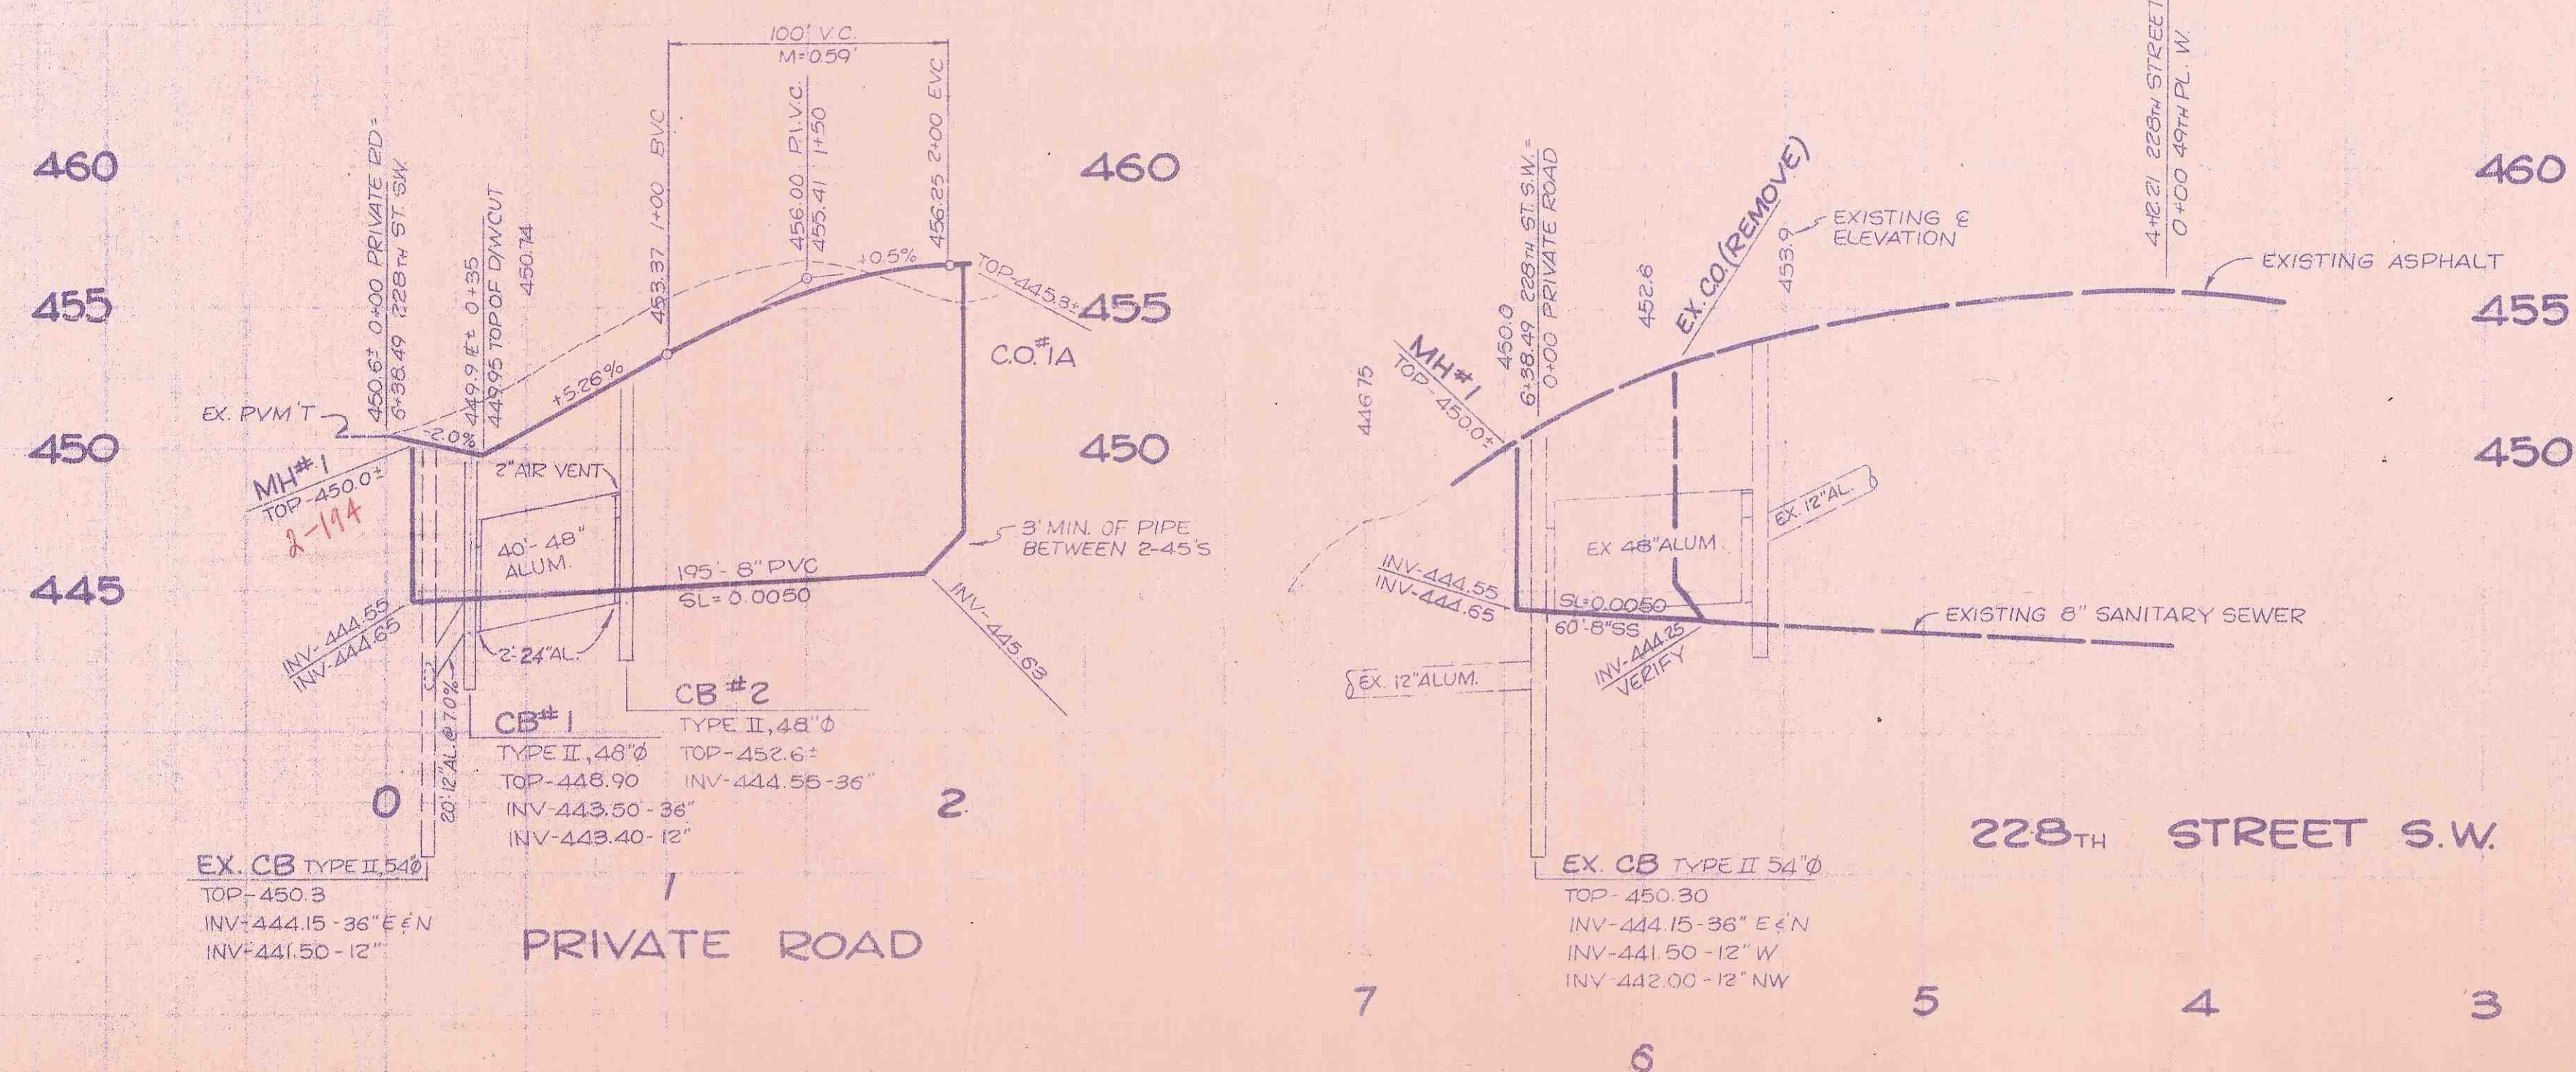 100' V.C.
M=0.59'
460
455
450
445
450.6± 0+00 PRIVATE RD=
6+38.49 228TH ST. SW.
449.9 IE± 0+35
449.95 TOP OF D/WCUT
450.74
453.37 1+00 BVC
456.00 P.I.V.C.
455.41 1+50
456.25 2+00 EVC
460
455
450
EX. PVM'T
-2.0%
+5.26%
+0.5%
TOP-445.8±
C.O.#1A
MH#1
TOP-450.0±
2-194
2" AIR VENT
40'-48"
ALUM.
195'-8" PVC
SL=0.0050
3' MIN. OF PIPE
BETWEEN 2-45'S
INV-444.55
INV-444.65
INV-445.63
2-24"AL.
20'-12"AL.@7.0%
CB#1
TYPE II, 48"Ø
TOP-448.90
INV-443.50-36"
INV-443.40-12"
CB #2
TYPE II, 48"Ø
TOP-452.6±
INV-444.55-36"
EX. CB TYPE II, 54Ø
TOP-450.3
INV-444.15-36" E & N
INV-441.50-12"
0
1
2
PRIVATE ROAD
446.75
450.0
6+38.49 228TH ST. S.W.=
0+00 PRIVATE ROAD
452.6
EX. C.O. (REMOVE)
453.9
EXISTING ℄
ELEVATION
4+12.21 228TH STREET
0+00 49TH PL. W.
EXISTING ASPHALT
460
455
450
MH#1
TOP-450.0±
EX. 12"AL.
EX 48"ALUM.
INV-444.55
INV-444.65
SL=0.0050
60'-8"SS
INV-444.25
VERIFY
EXISTING 8" SANITARY SEWER
EX. 12"ALUM.
EX. CB TYPE II 54"Ø
TOP-450.30
INV-444.15-36" E & N
INV-441.50-12" W
INV-442.00-12" NW
228TH STREET S.W.
7
6
5
4
3